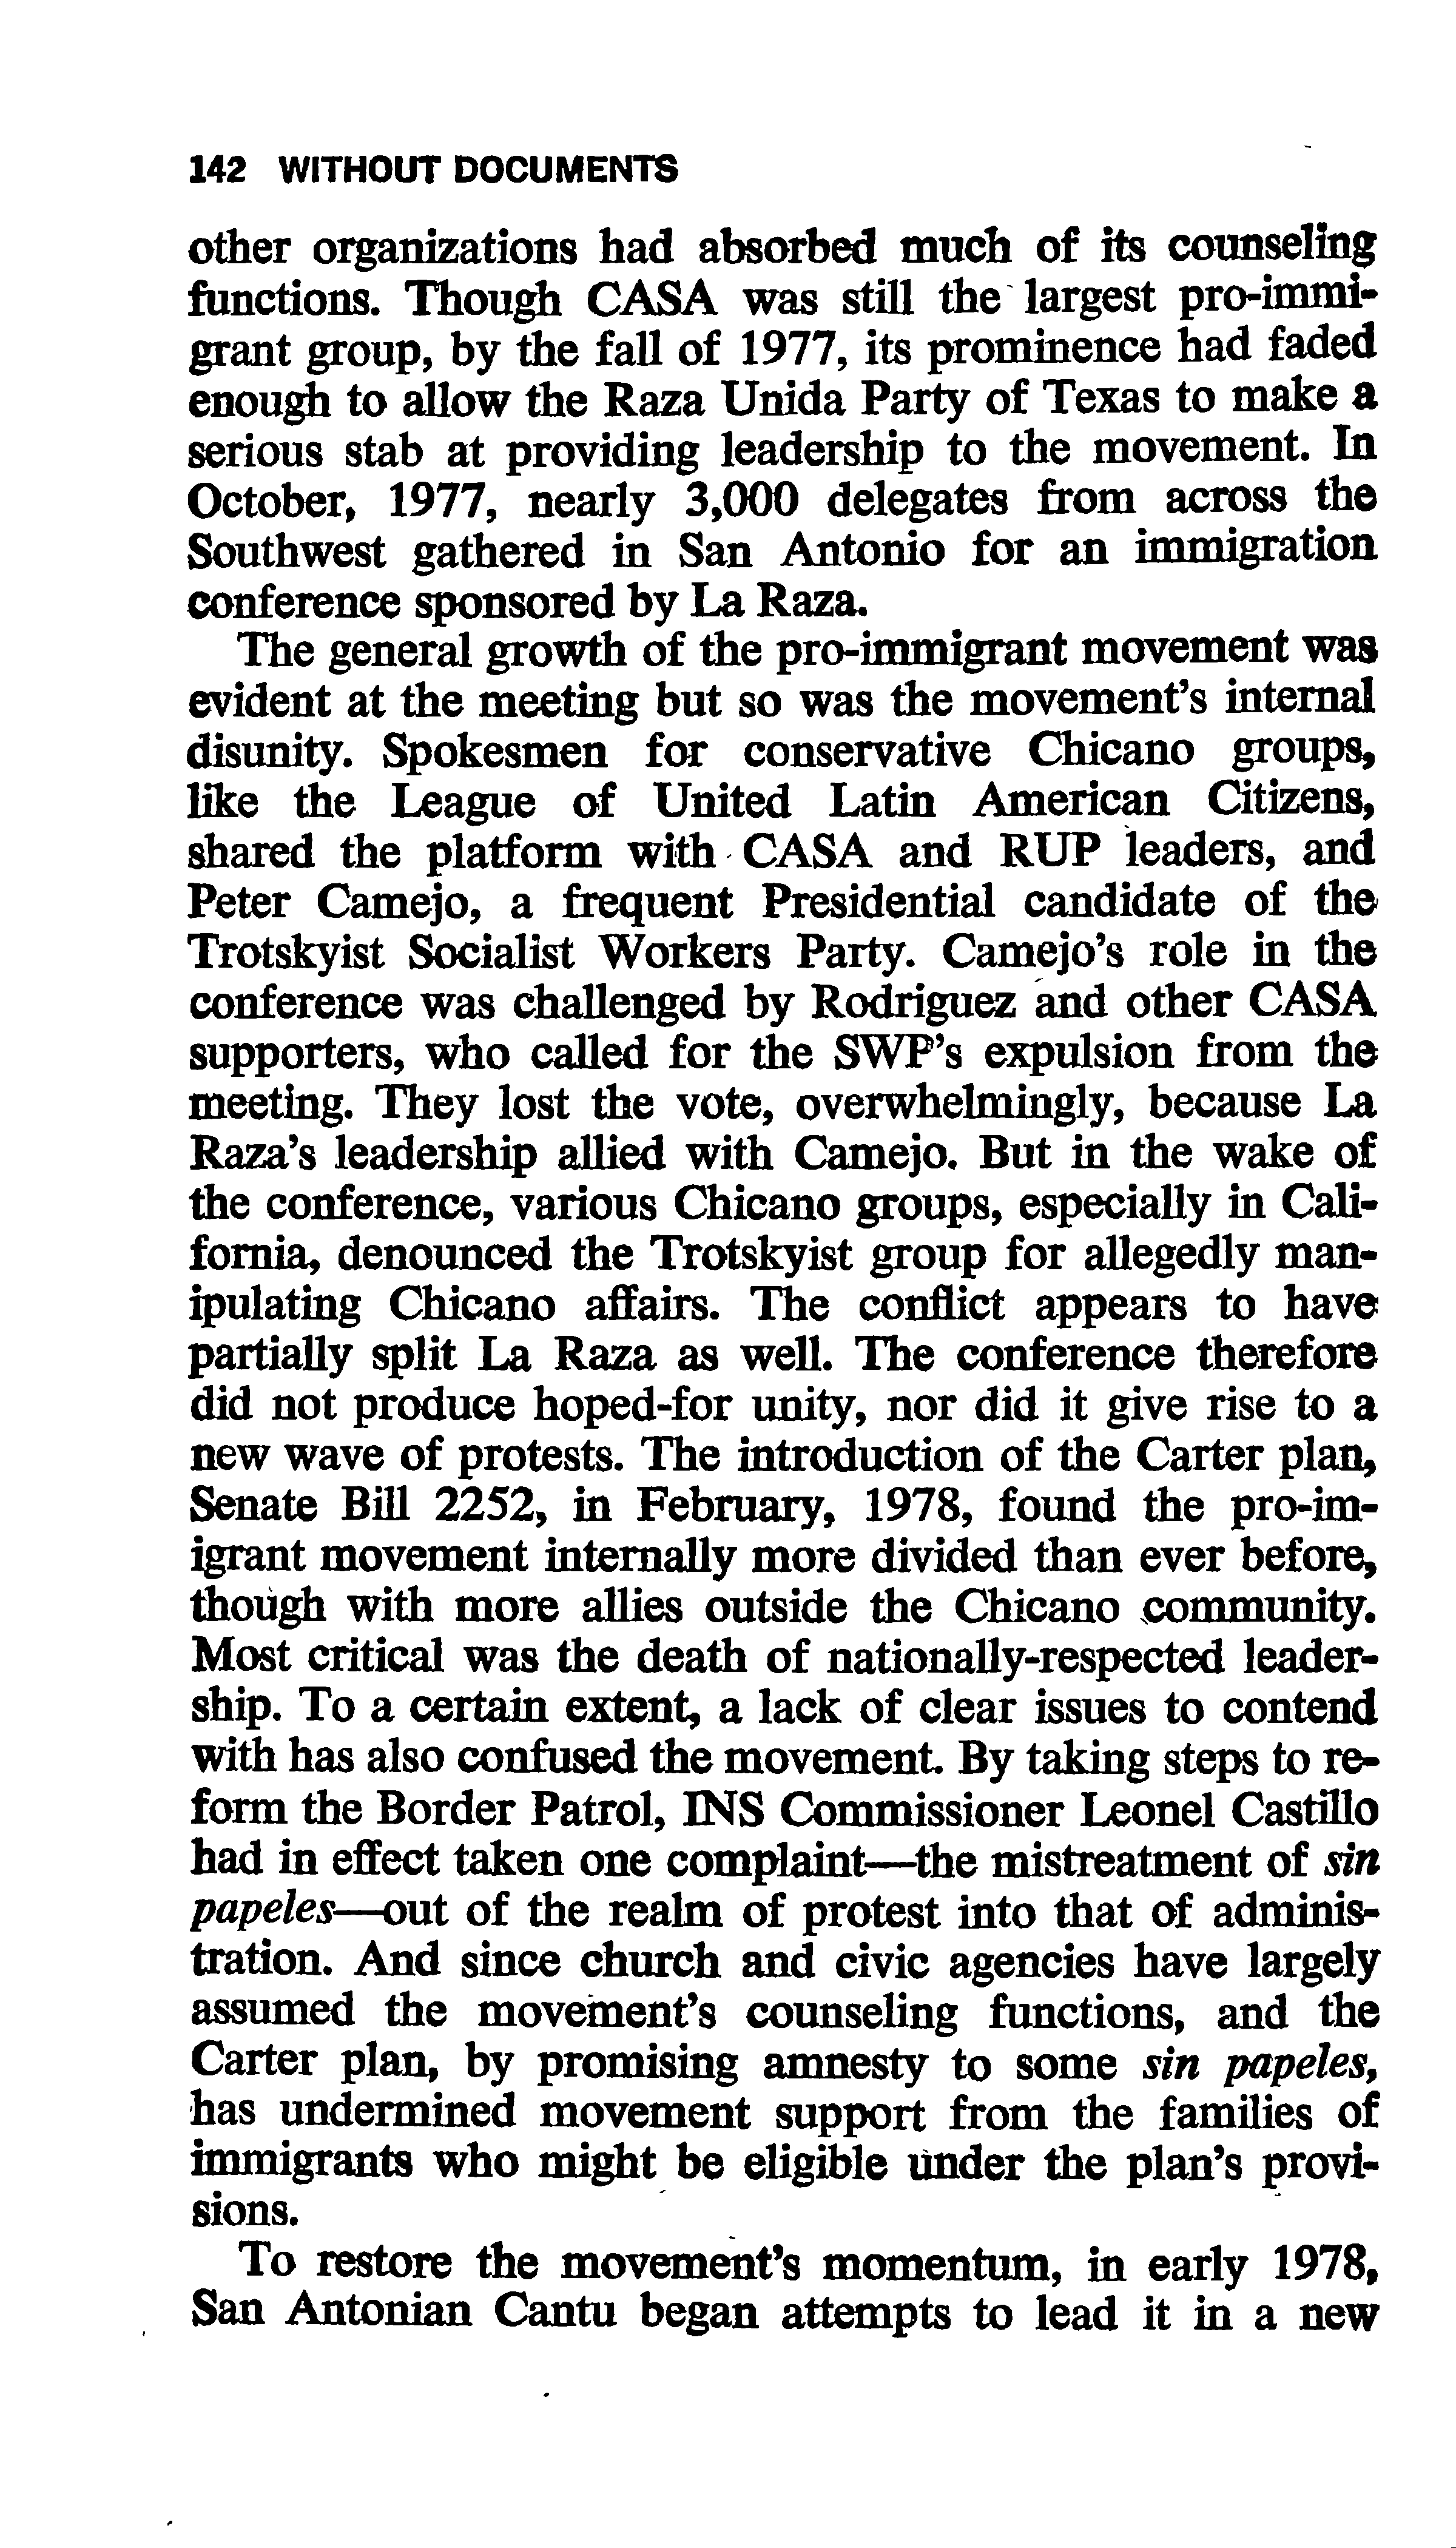 142 WITHOUT DOCUMENTS
other organizations had absorbed much of its counseling
functions. Though CASA was still the largest pro-immi-
grant group, by the fall of 1977, its prominence had faded
enough to allow the Raza Unida Party of Texas to make a
serious stab at providing leadership to the movement. In
October, 1977, nearly 3,000 delegates from across the
Southwest gathered in San Antonio for an immigration
conference sponsored by La Raza.
The general growth of the pro-immigrant movement was
evident at the meeting but so was the movement's internal
disunity. Spokesmen for conservative Chicano groups,
like the League of United Latin American Citizens,
shared the platform with CASA and RUP leaders, and
Peter Camejo, a frequent Presidential candidate of the
Trotskyist Socialist Workers Party. Camejo's role in the
conference was challenged by Rodriguez and other CASA
supporters, who called for the SWP's expulsion from the
meeting. They lost the vote, overwhelmingly, because La
Raza's leadership allied with Camejo. But in the wake of
the conference, various Chicano groups, especially in Cali-
fornia, denounced the Trotskyist group for allegedly man-
ipulating Chicano affairs. The conflict appears to have
partially split La Raza as well. The conference therefore
did not produce hoped-for unity, nor did it give rise to a
new wave of protests. The introduction of the Carter plan,
Senate Bill 2252, in February, 1978, found the pro-im-
igrant movement internally more divided than ever before,
though with more allies outside the Chicano community.
Most critical was the death of nationally-respected leader-
ship. To a certain extent, a lack of clear issues to contend
with has also confused the movement. By taking steps to re-
form the Border Patrol, INS Commissioner Leonel Castillo
had in effect taken one complaint—the mistreatment of sin
papeles—out of the realm of protest into that of adminis-
tration. And since church and civic agencies have largely
assumed the movement's counseling functions, and the
Carter plan, by promising amnesty to some sin papeles,
has undermined movement support from the families of
immigrants who might be eligible under the plan's provi-
sions.
To restore the movement's momentum, in early 1978,
San Antonian Cantu began attempts to lead it in a new